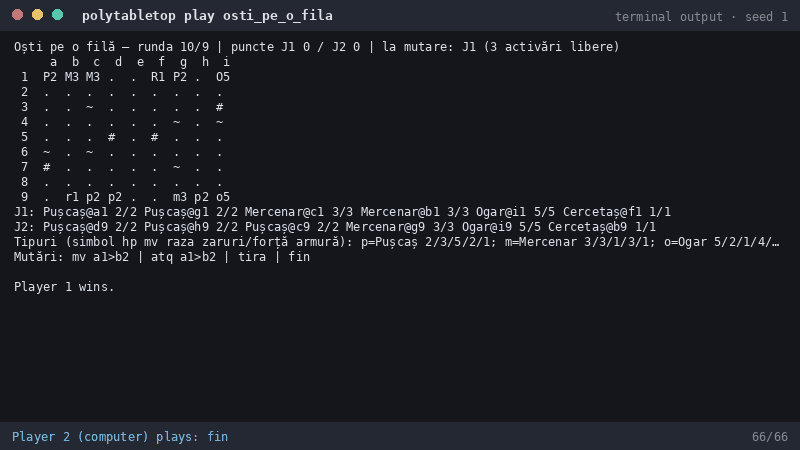 polytabletop play osti_pe_o_fila
terminal output · seed 1
Oști pe o filă — runda 10/9 | puncte J1 0 / J2 0 | la mutare: J1 (3 activări libere)
a b c d e f g h i
1 P2 M3 M3 . . R1 P2 . O5
2 . . . . . . . . .
3 . . ~ . . . . . #
4 . . . . . . ~ . ~
5 . . . # . # . . .
6 ~ . ~ . . . . . .
7 # . . . . . ~ . .
8 . . . . . . . . .
9 . r1 p2 p2 . . m3 p2 o5
J1: Pușcaș@a1 2/2 Pușcaș@g1 2/2 Mercenar@c1 3/3 Mercenar@b1 3/3 Ogar@i1 5/5 Cercetaș@f1 1/1
J2: Pușcaș@d9 2/2 Pușcaș@h9 2/2 Pușcaș@c9 2/2 Mercenar@g9 3/3 Ogar@i9 5/5 Cercetaș@b9 1/1
Tipuri (simbol hp mv raza zaruri/forță armură): p=Pușcaș 2/3/5/2/1; m=Mercenar 3/3/1/3/1; o=Ogar 5/2/1/4/…
Mutări: mv a1>b2 | atq a1>b2 | tira | fin
Player 1 wins.
Player 2 (computer) plays: fin
66/66